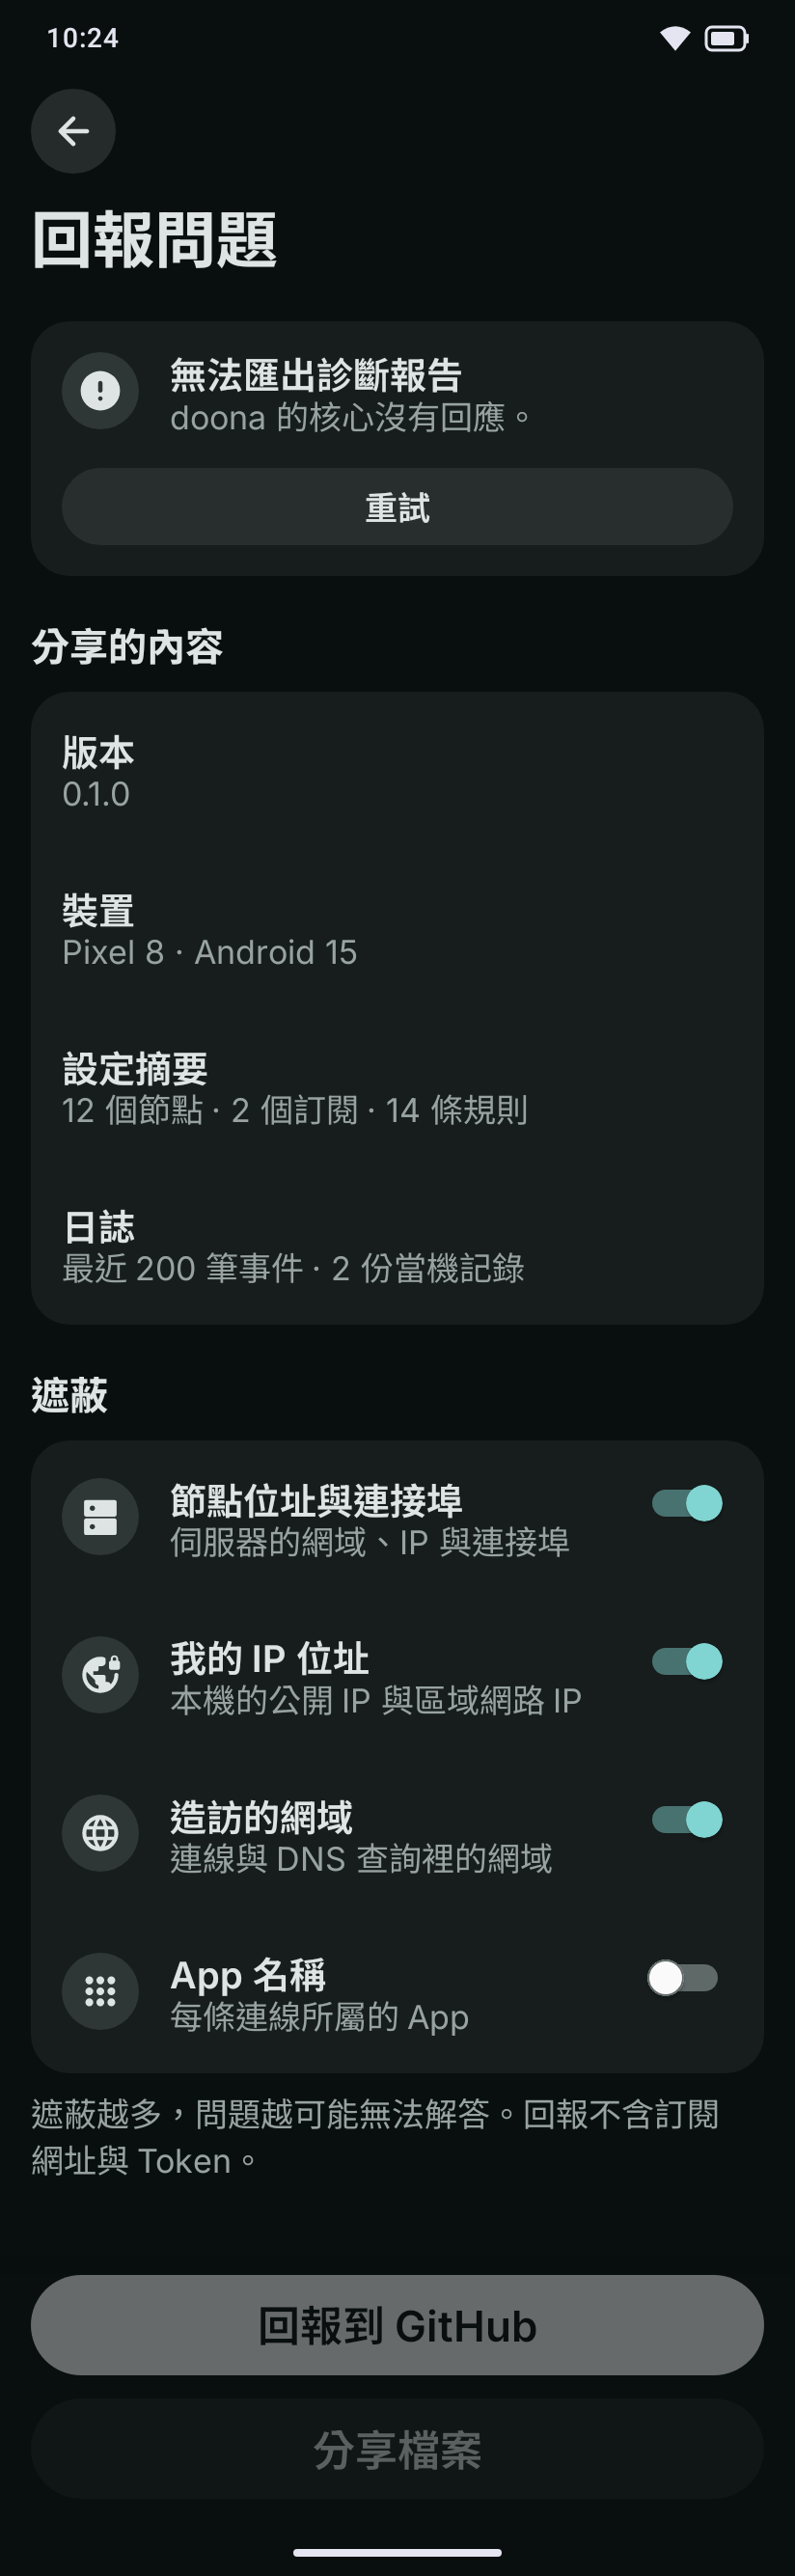 10:24
回報問題
無法匯出診斷報告
doona 的核心沒有回應。
重試
分享的內容
版本
0.1.0
裝置
Pixel 8 · Android 15
設定摘要
12 個節點 · 2 個訂閱 · 14 條規則
日誌
最近 200 筆事件 · 2 份當機記錄
遮蔽
節點位址與連接埠
伺服器的網域、IP 與連接埠
我的 IP 位址
本機的公開 IP 與區域網路 IP
造訪的網域
連線與 DNS 查詢裡的網域
App 名稱
每條連線所屬的 App
遮蔽越多，問題越可能無法解答。回報不含訂閱
網址與 Token。
回報到 GitHub
分享檔案